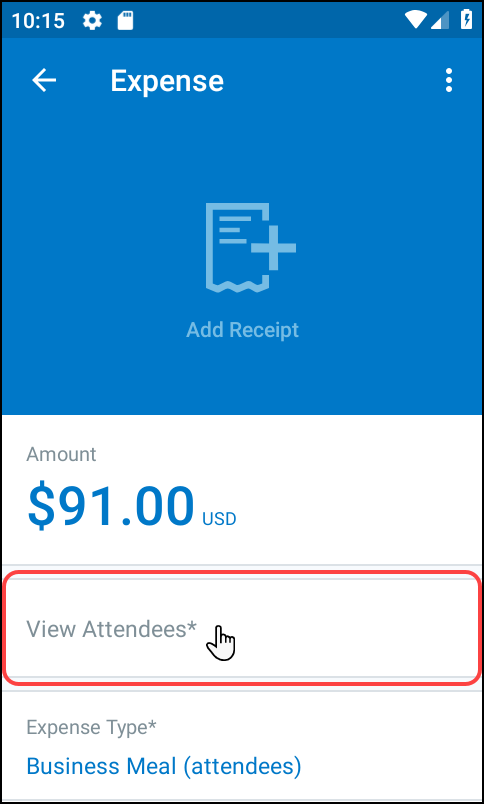 10:15
Expense
Add Receipt
Amount
$91.00 USD
View Attendees*
Expense Type*
Business Meal (attendees)